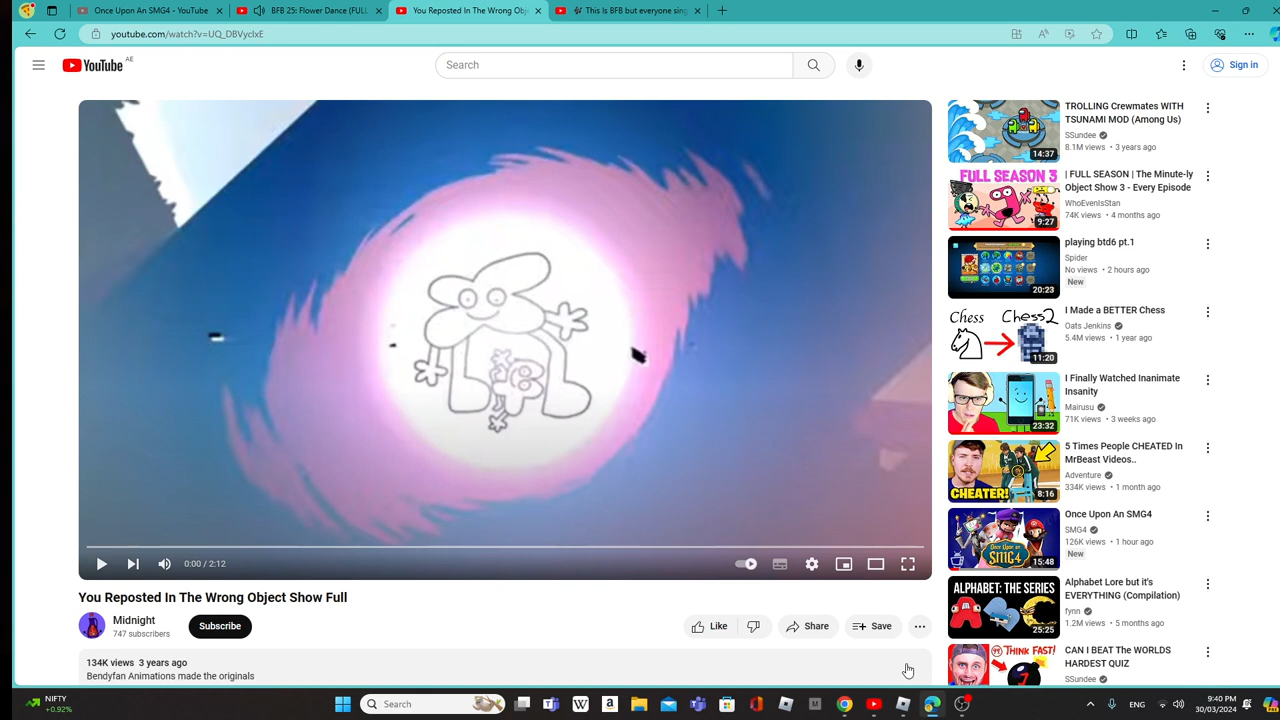 Once Upon An SMG4 - YouTube
BFB 25: Flower Dance (FULL
You Reposted In The Wrong Obj
This Is BFB but everyone sing
youtube.com/watch?v=UQ_DBVyclxE
YouTube AE
Search
Sign in
TROLLING Crewmates WITH
TSUNAMI MOD (Among Us)
SSundee
8.1M views • 3 years ago
14:37
| FULL SEASON | The Minute-ly
Object Show 3 - Every Episode
WhoEvenIsStan
74K views • 4 months ago
FULL SEASON 3
9:27
playing btd6 pt.1
Spider
No views • 2 hours ago
New
20:23
I Made a BETTER Chess
Oats Jenkins
5.4M views • 1 year ago
Chess Chess2
11:20
I Finally Watched Inanimate
Insanity
Mairusu
71K views • 3 weeks ago
23:32
5 Times People CHEATED In
MrBeast Videos..
Adventure
334K views • 1 month ago
CHEATER!
8:16
Once Upon An SMG4
SMG4
126K views • 1 hour ago
New
Once Upon an SMG4
15:48
Alphabet Lore but it's
EVERYTHING (Compilation)
fynn
1.2M views • 5 months ago
ALPHABET: THE SERIES
25:25
CAN I BEAT The WORLDS
HARDEST QUIZ
SSundee
THINK FAST!
0:00 / 2:12
You Reposted In The Wrong Object Show Full
Midnight
747 subscribers
Subscribe
Like
Share
Save
134K views 3 years ago
Bendyfan Animations made the originals
NIFTY
+0.92%
Search
ENG
9:40 PM
30/03/2024